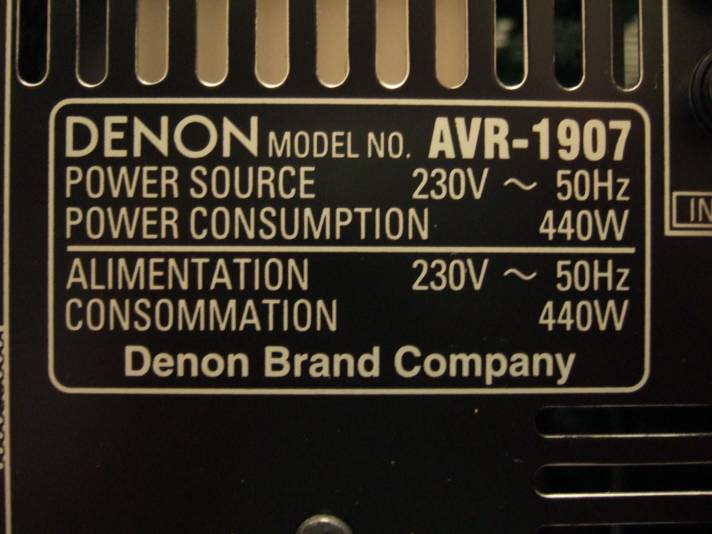 DENON MODEL NO. AVR-1907
POWER SOURCE 230V ~ 50Hz
POWER CONSUMPTION 440W
ALIMENTATION 230V ~ 50Hz
CONSOMMATION 440W
Denon Brand Company